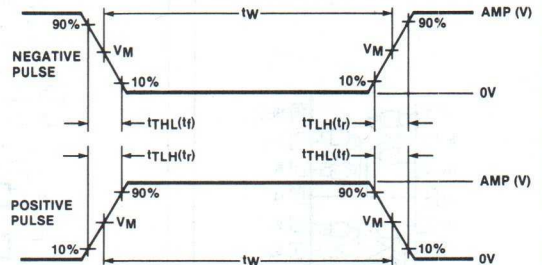 tW
AMP (V)
90%
90%
NEGATIVE
PULSE
VM
VM
10%
10%
0V
tTHL(tf)
tTLH(tr)
tTLH(tr)
tTHL(tf)
AMP (V)
90%
90%
POSITIVE
PULSE
VM
VM
10%
10%
tW
0V